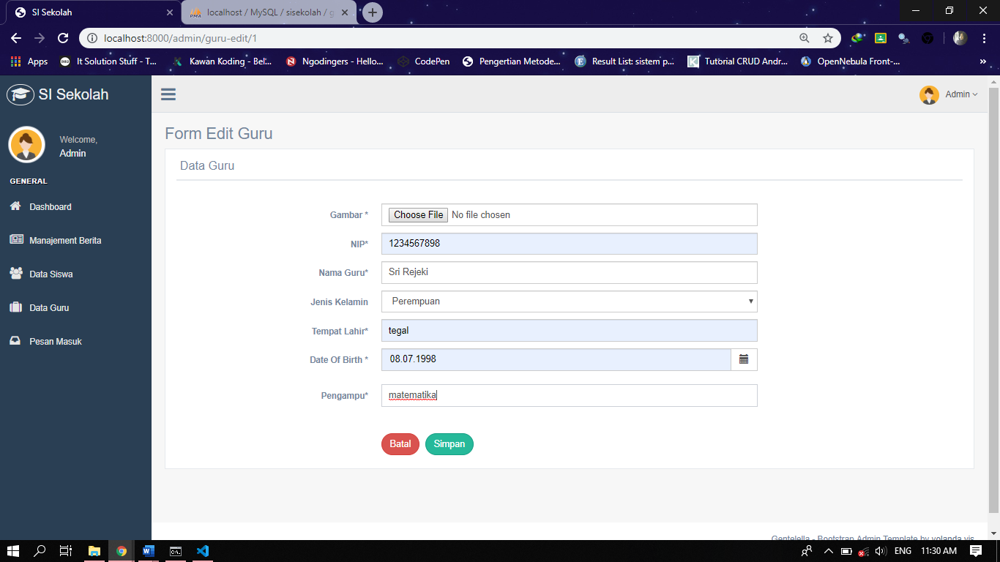 SI Sekolah
localhost / MySQL / sisekolah / g
localhost:8000/admin/guru-edit/1
Apps
It Solution Stuff - T...
Kawan Koding - Bel...
Ngodingers - Hello...
CodePen
Pengertian Metode...
Result List: sistem p...
Tutorial CRUD Andr...
OpenNebula Front-...
»
SI Sekolah
Admin
Welcome,
Admin
GENERAL
Dashboard
Manajement Berita
Data Siswa
Data Guru
Pesan Masuk
Form Edit Guru
Data Guru
Gambar * Choose File No file chosen
NIP* 1234567898
Nama Guru* Sri Rejeki
Jenis Kelamin Perempuan
Tempat Lahir* tegal
Date Of Birth * 08.07.1998
Pengampu* matematika
Batal Simpan
Gentelella - Bootstrap Admin Template by yolanda vis
ENG 11:30 AM